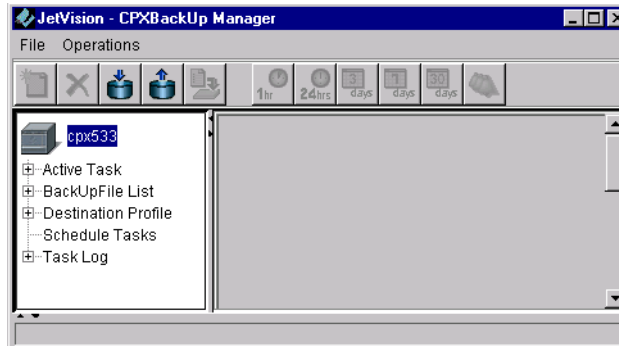 JetVision - CPXBackUp Manager
File Operations
1hr 24hrs 3 days 7 days 30 days
cpx533
Active Task
BackUpFile List
Destination Profile
Schedule Tasks
Task Log